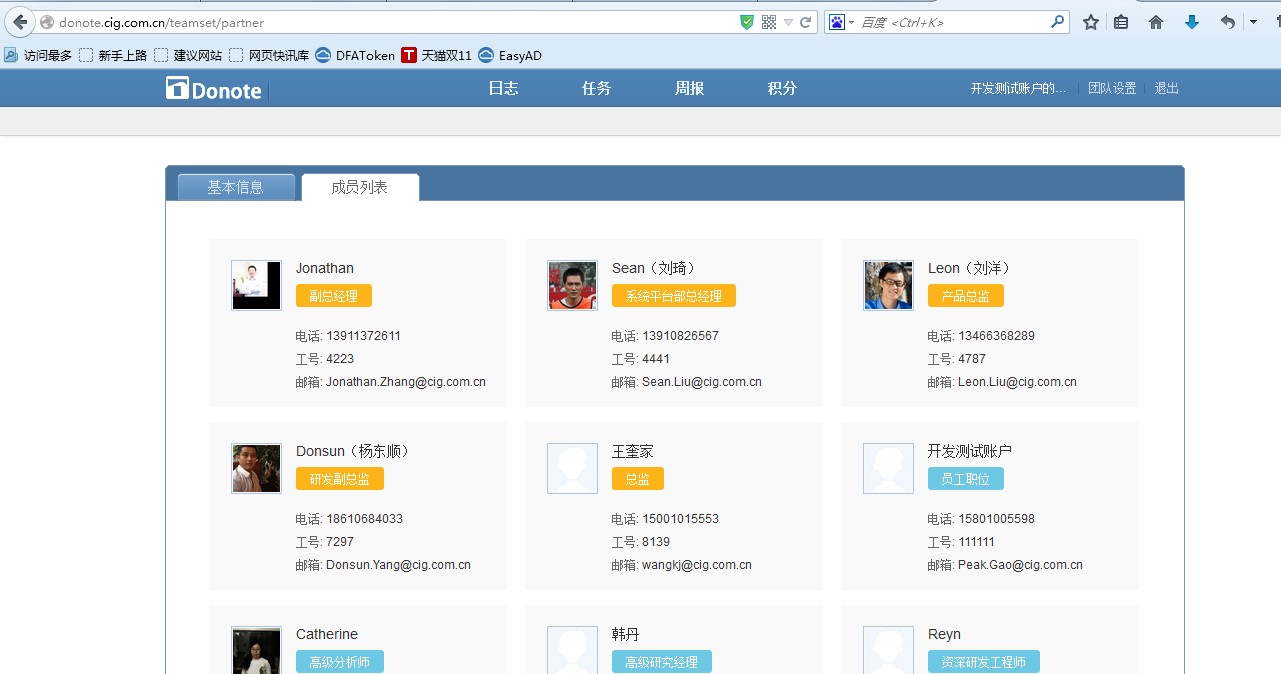 donote.cig.com.cn/teamset/partner
百度 <Ctrl+K>
访问最多 新手上路 建议网站 网页快讯库 DFAToken T 天猫双11 EasyAD
Donote 日志 任务 周报 积分 开发测试账户的... 团队设置 退出
基本信息 成员列表
Jonathan
副总经理
电话: 13911372611
工号: 4223
邮箱: Jonathan.Zhang@cig.com.cn
Sean（刘琦）
系统平台部总经理
电话: 13910826567
工号: 4441
邮箱: Sean.Liu@cig.com.cn
Leon（刘洋）
产品总监
电话: 13466368289
工号: 4787
邮箱: Leon.Liu@cig.com.cn
Donsun（杨东顺）
研发副总监
电话: 18610684033
工号: 7297
邮箱: Donsun.Yang@cig.com.cn
王奎家
总监
电话: 15001015553
工号: 8139
邮箱: wangkj@cig.com.cn
开发测试账户
员工职位
电话: 15801005598
工号: 111111
邮箱: Peak.Gao@cig.com.cn
Catherine
高级分析师
韩丹
高级研究经理
Reyn
资深研发工程师